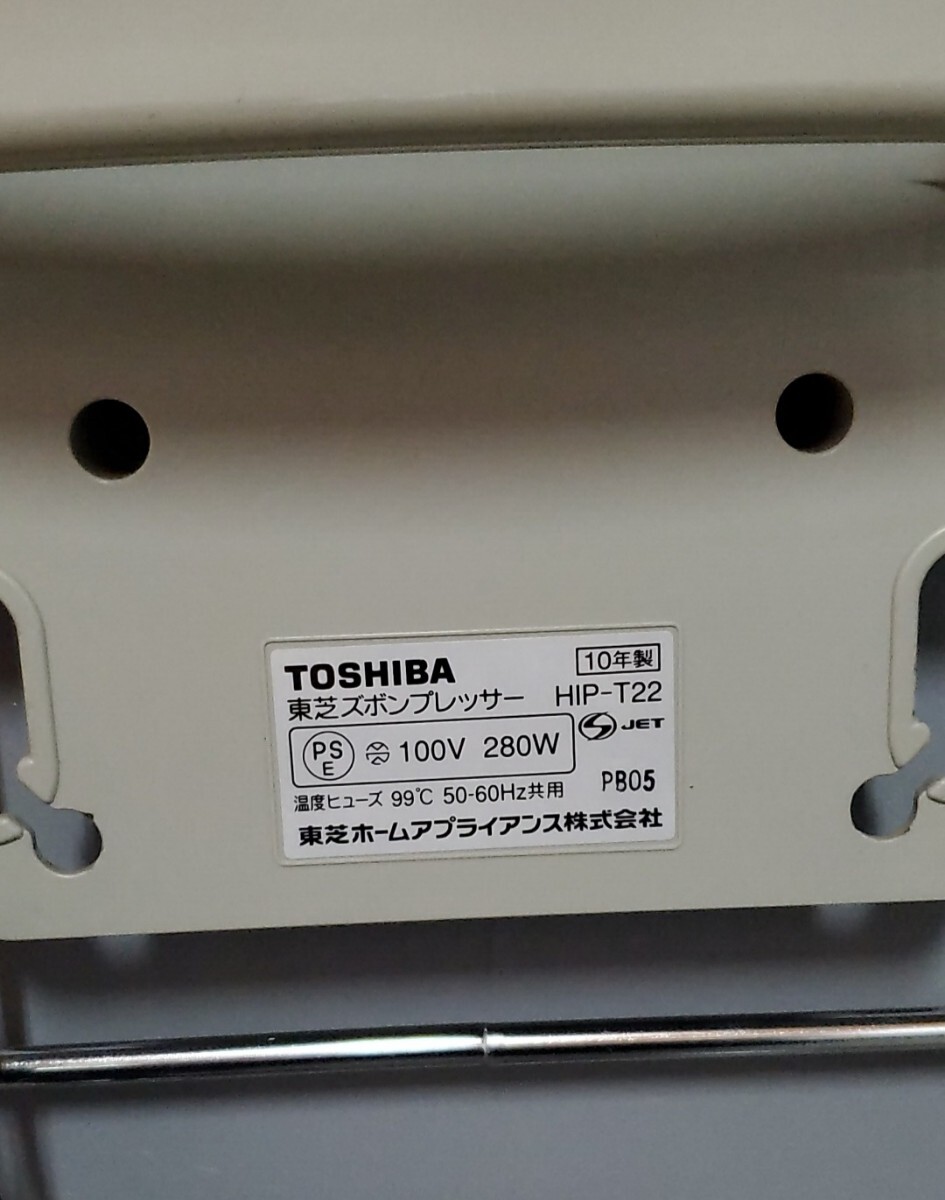 TOSHIBA 10年製
東芝ズボンプレッサー HIP-T22
PS E 100V 280W JET
温度ヒューズ 99℃ 50-60Hz共用 PB05
東芝ホームアプライアンス株式会社